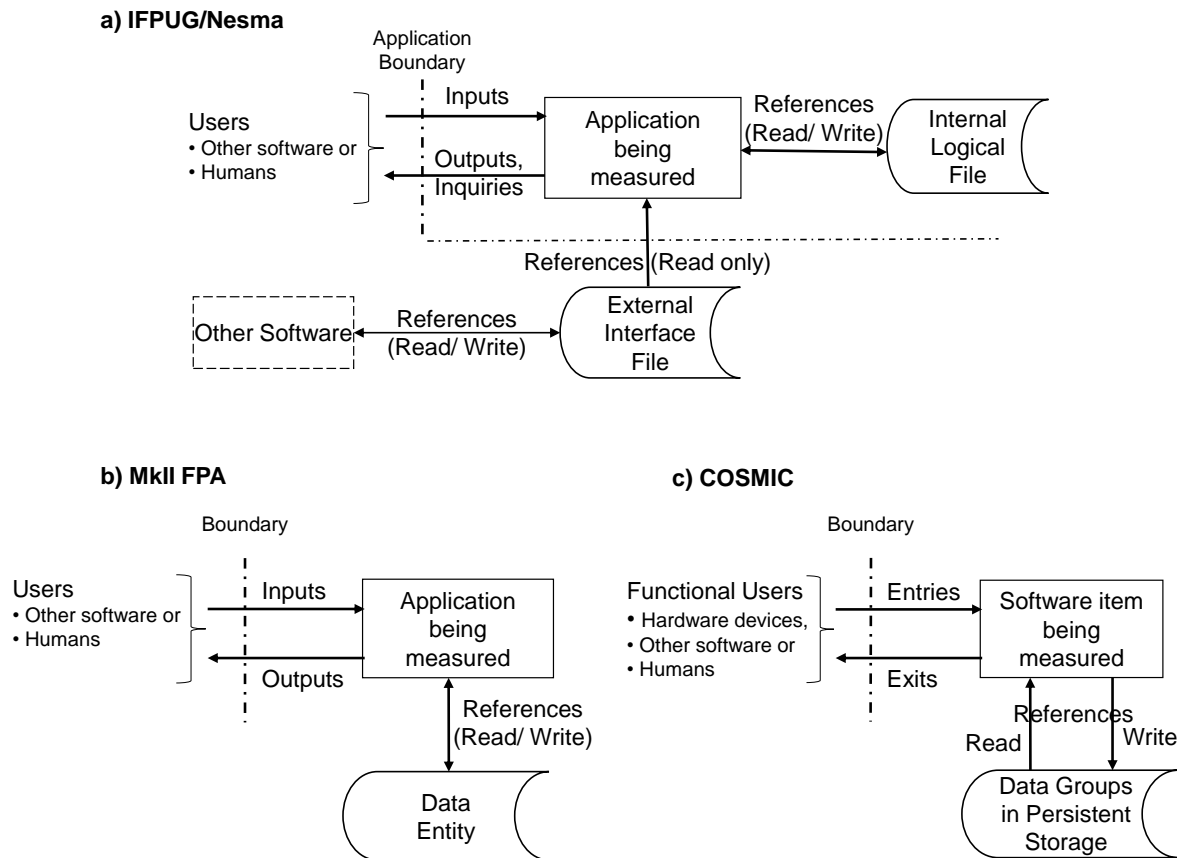 a) IFPUG/Nesma
Application
Boundary
Inputs
Users
• Other software or
• Humans
Outputs,
Inquiries
Application
being
measured
References
(Read/ Write)
Internal
Logical
File
References (Read only)
Other Software
References
(Read/ Write)
External
Interface
File
b) MkII FPA
Boundary
Users
• Other software or
• Humans
Inputs
Outputs
Application
being
measured
References
(Read/ Write)
Data
Entity
c) COSMIC
Boundary
Functional Users
• Hardware devices,
• Other software or
• Humans
Entries
Exits
Software item
being
measured
References
Read
Write
Data Groups
in Persistent
Storage